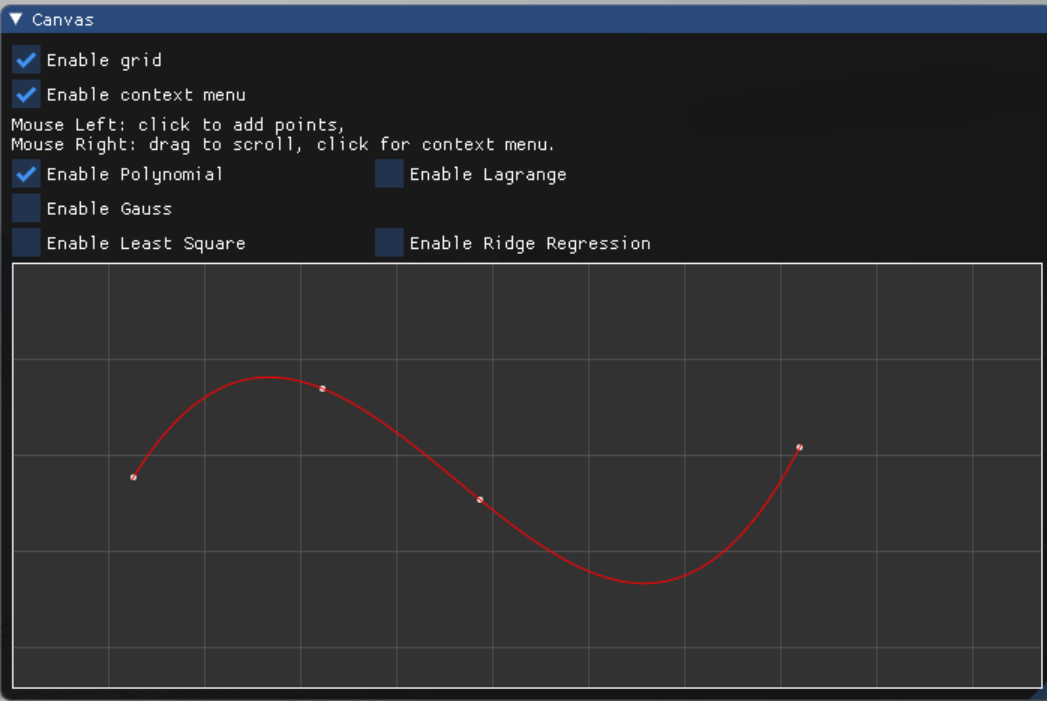 Canvas
Enable grid
Enable context menu
Mouse Left: click to add points,
Mouse Right: drag to scroll, click for context menu.
Enable Polynomial Enable Lagrange
Enable Gauss
Enable Least Square Enable Ridge Regression